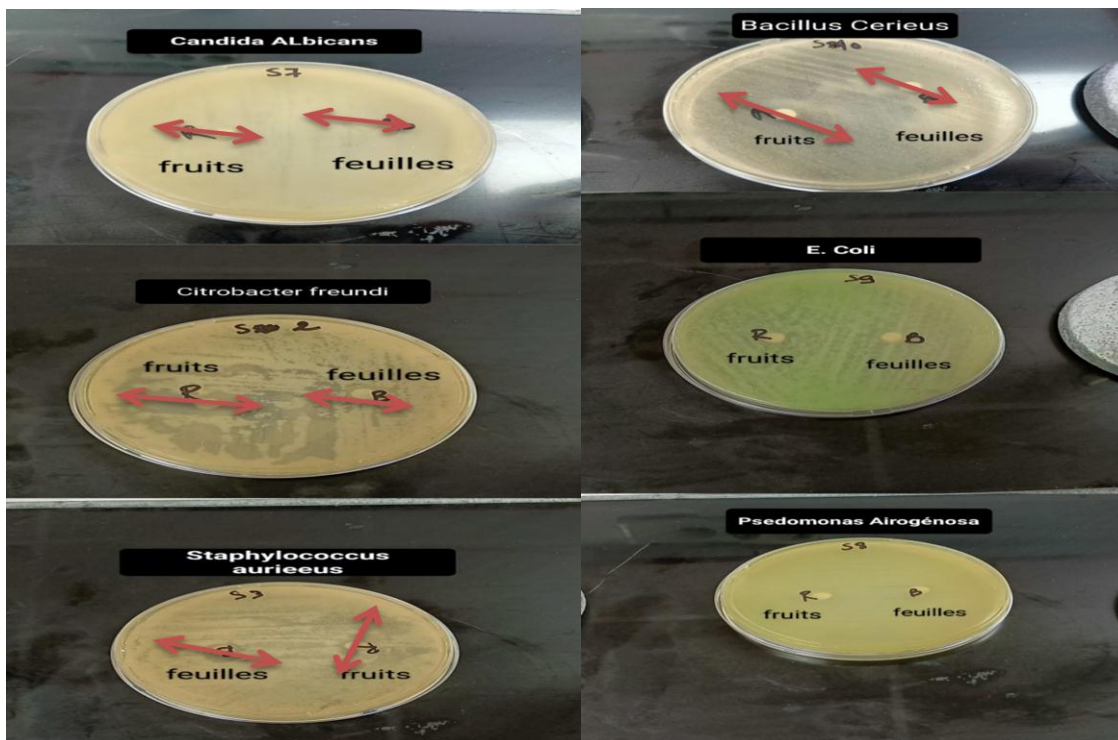 Candida ALbicans
S7
fruits
feuilles
Bacillus Cerieus
fruits
feuilles
Citrobacter freundi
2
fruits
feuilles
R
B
E. Coli
S9
R
B
fruits
feuilles
Staphylococcus
aurieeus
S3
feuilles
fruits
Psedomonas Airogénosa
S8
R
B
fruits
feuilles